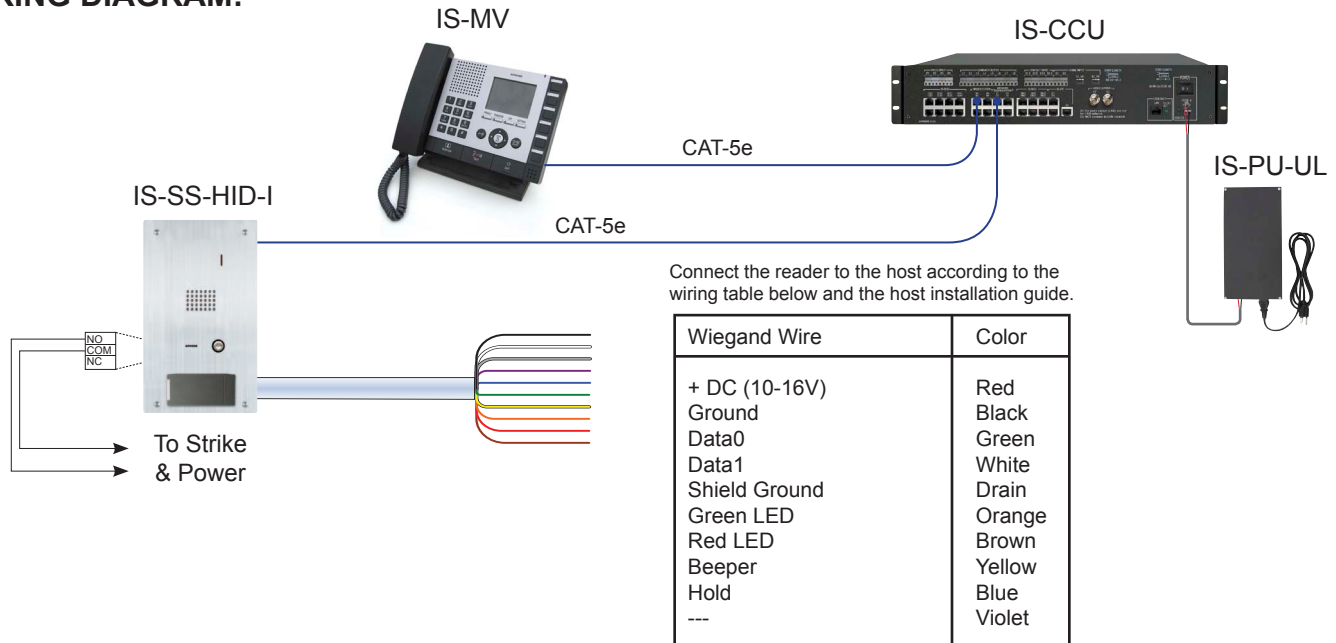 RING DIAGRAM:
IS-MV
IS-CCU
CAT-5e
IS-PU-UL
IS-SS-HID-I
CAT-5e
Connect the reader to the host according to the
wiring table below and the host installation guide.
NO
COM
NC
To Strike
& Power
Wiegand Wire Color
+ DC (10-16V) Red
Ground Black
Data0 Green
Data1 White
Shield Ground Drain
Green LED Orange
Red LED Brown
Beeper Yellow
Hold Blue
--- Violet